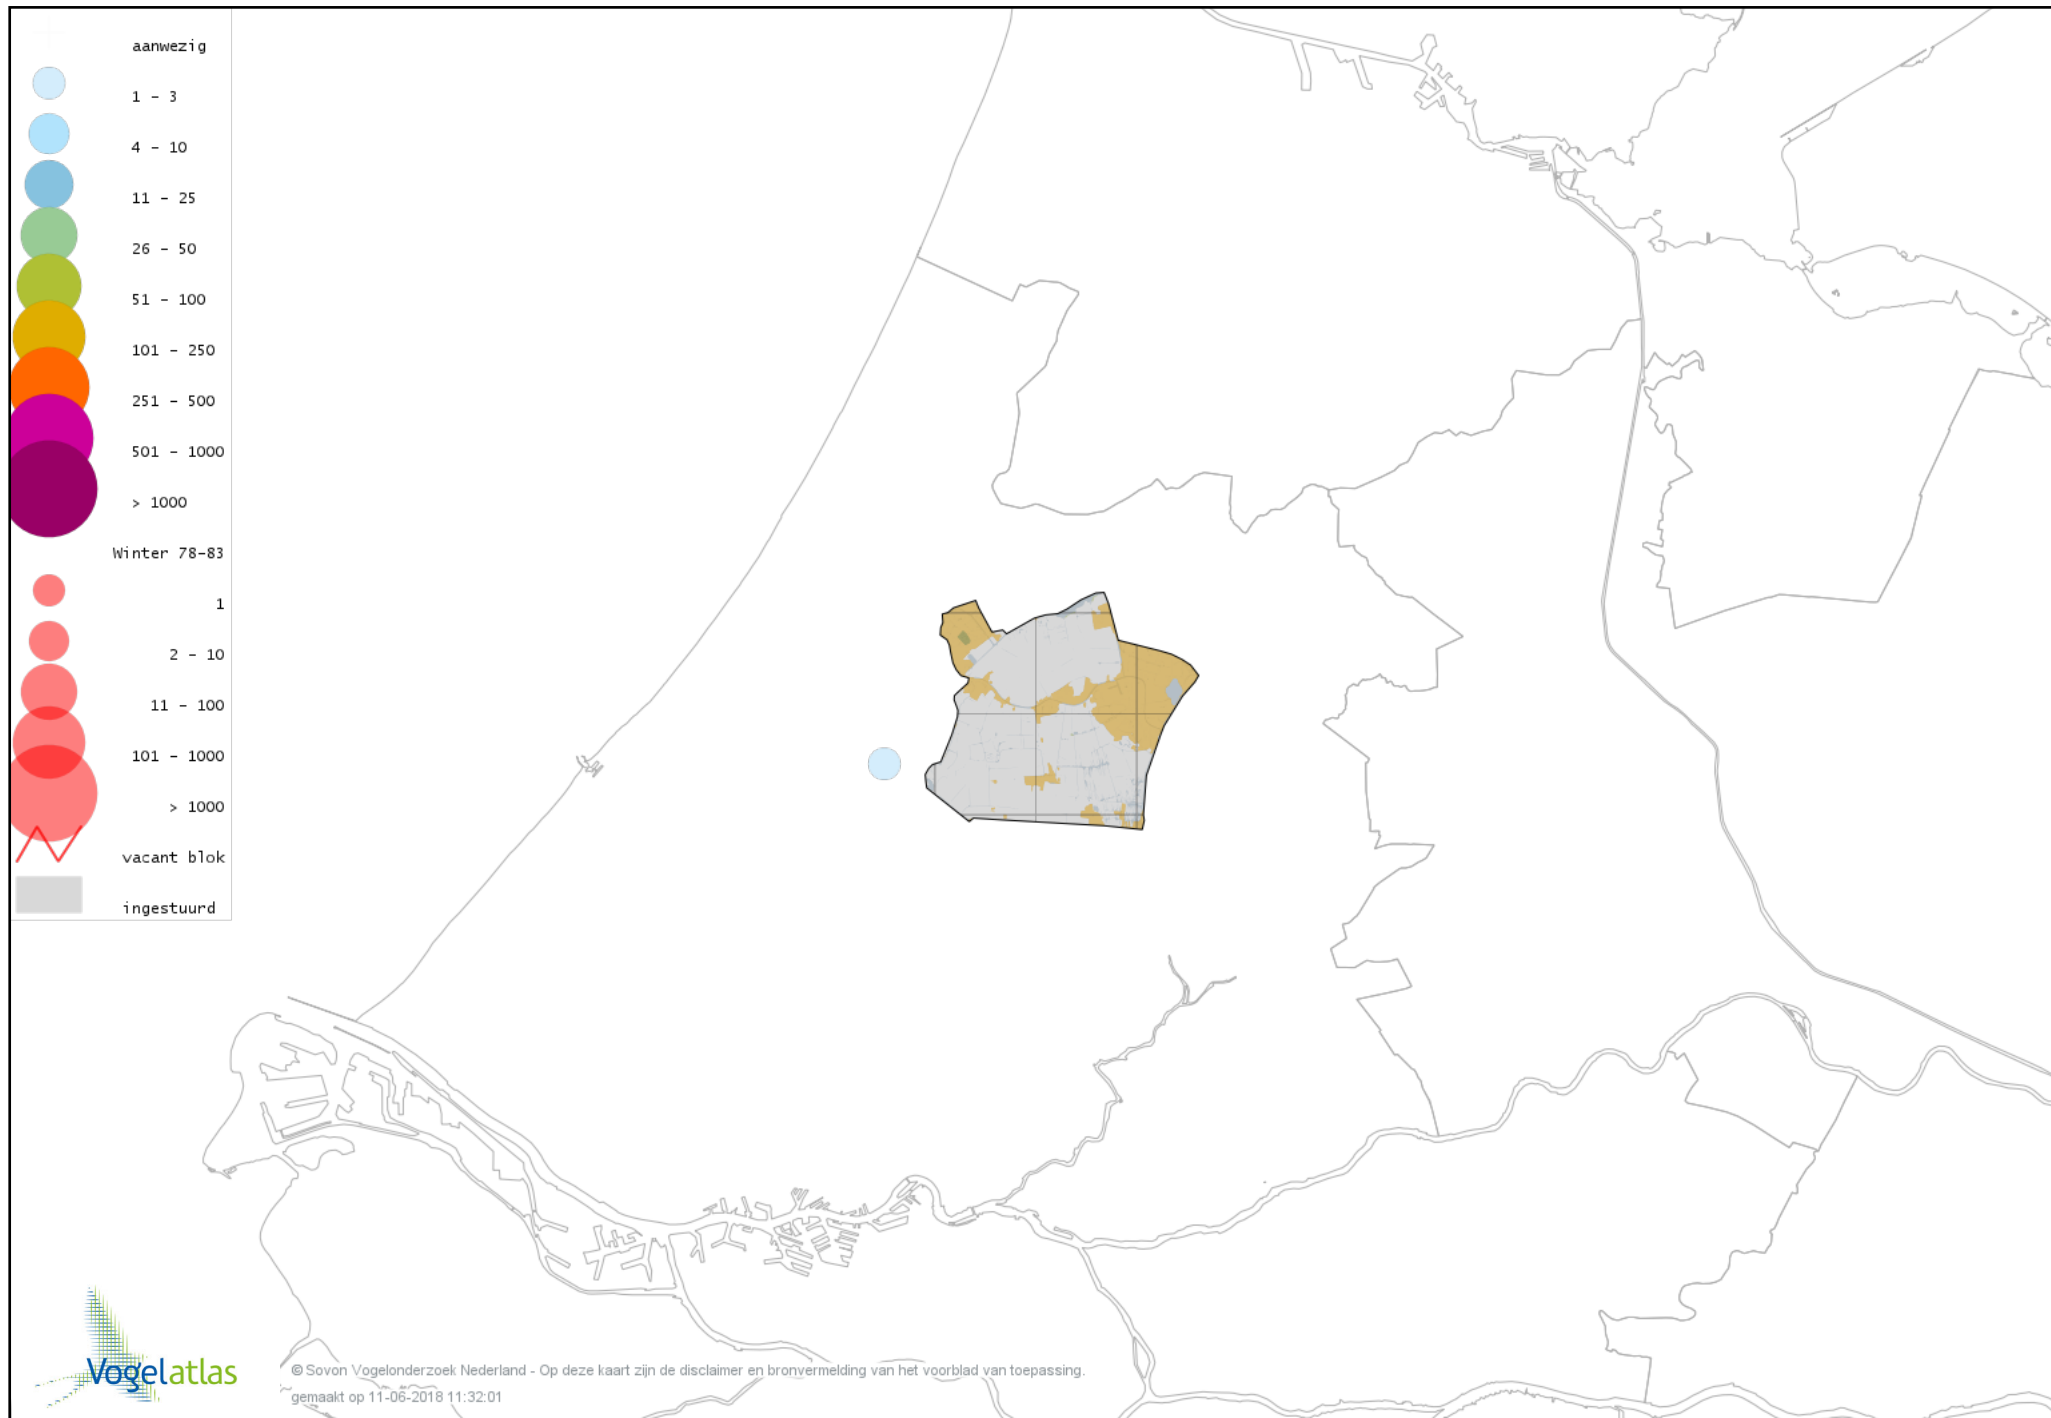 aanwezig
1 - 3
4 - 10
11 - 25
26 - 50
51 - 100
101 - 250
251 - 500
501 - 1000
> 1000
Winter 78-83
1
2 - 10
11 - 100
101 - 1000
> 1000
vacant blok
ingestuurd
Vogelatlas
© Sovon Vogelonderzoek Nederland - Op deze kaart zijn de disclaimer en bronvermelding van het voorblad van toepassing.
gemaakt op 11-06-2018 11:32:01